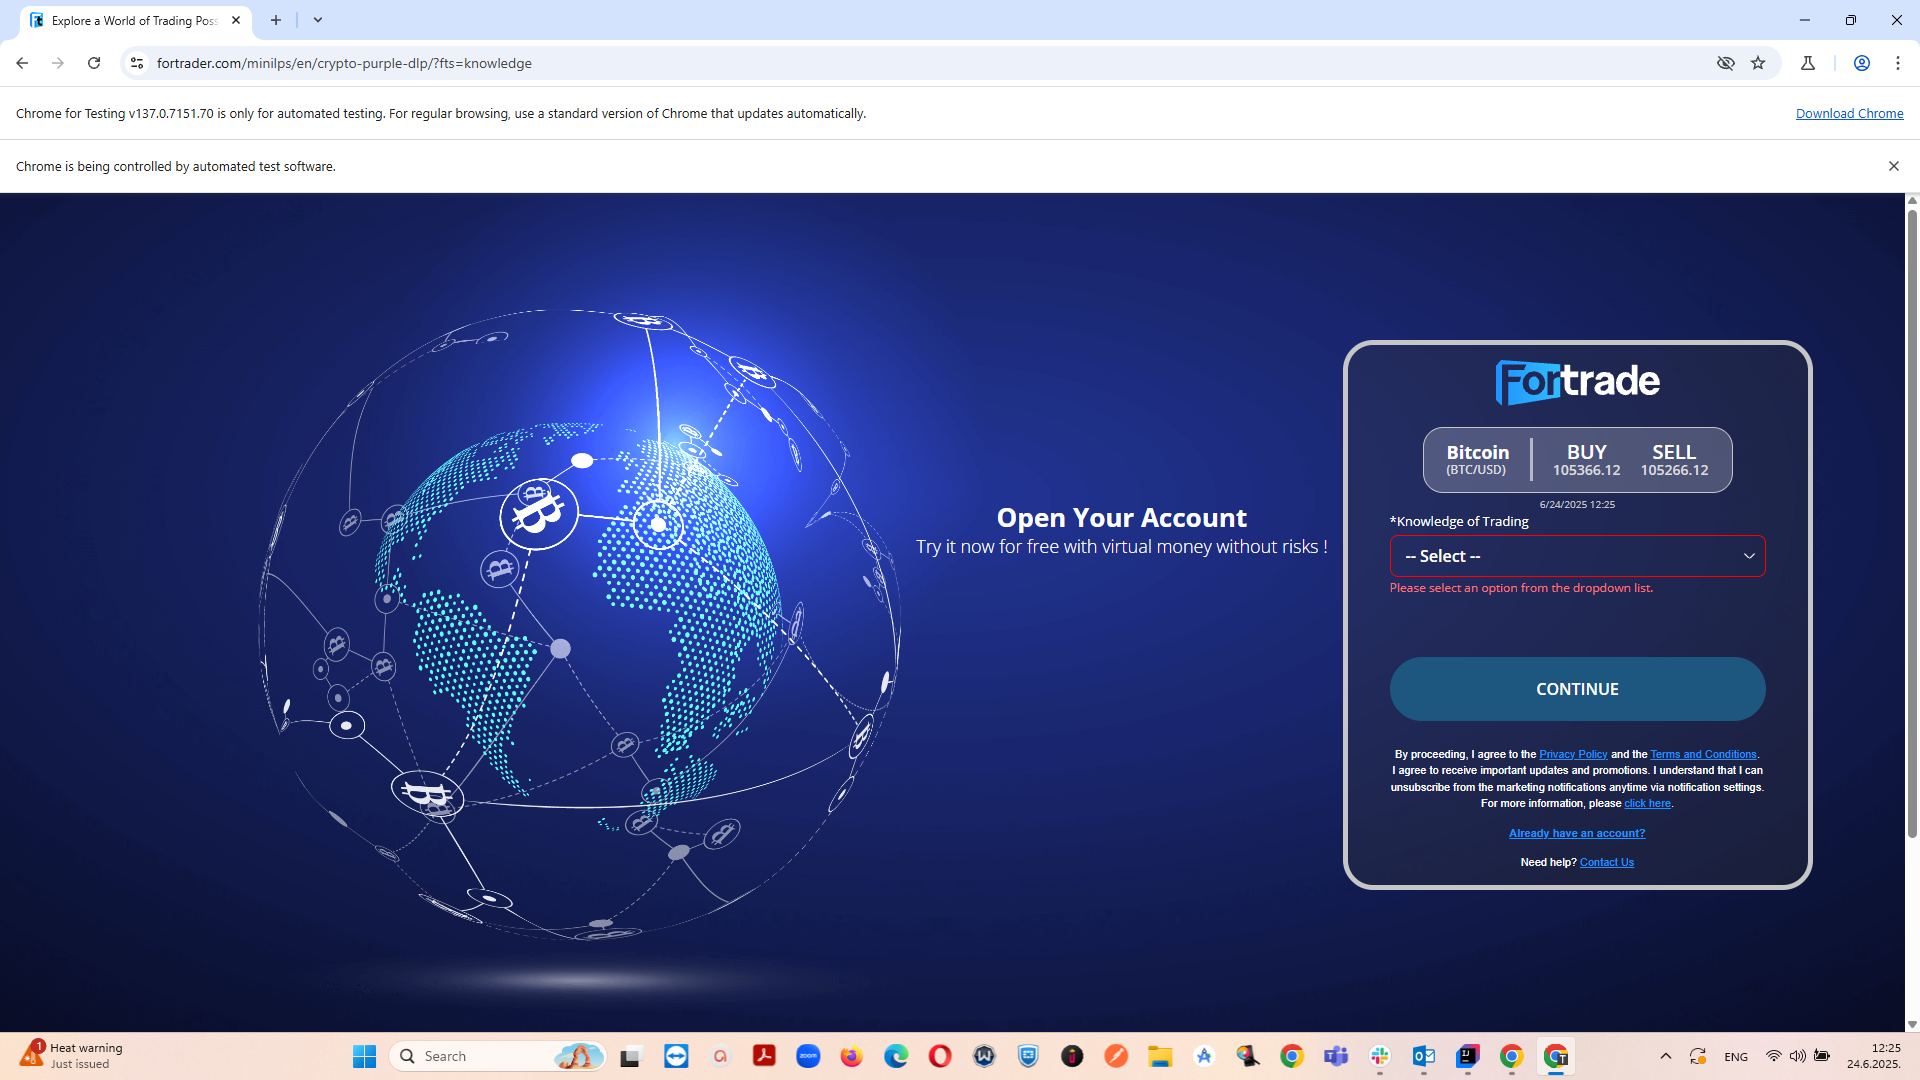 Explore a World of Trading Poss
fortrader.com/minilps/en/crypto-purple-dlp/?fts=knowledge
Chrome for Testing v137.0.7151.70 is only for automated testing. For regular browsing, use a standard version of Chrome that updates automatically.
Download Chrome
Chrome is being controlled by automated test software.
Open Your Account
Try it now for free with virtual money without risks !
Fortrade
Bitcoin
(BTC/USD)
BUY
105366.12
SELL
105266.12
6/24/2025 12:25
*Knowledge of Trading
-- Select --
Please select an option from the dropdown list.
CONTINUE
By proceeding, I agree to the Privacy Policy and the Terms and Conditions.
I agree to receive important updates and promotions. I understand that I can
unsubscribe from the marketing notifications anytime via notification settings.
For more information, please click here.
Already have an account?
Need help? Contact Us
1
Heat warning
Just issued
Search
zoom
ENG
12:25
24.6.2025.